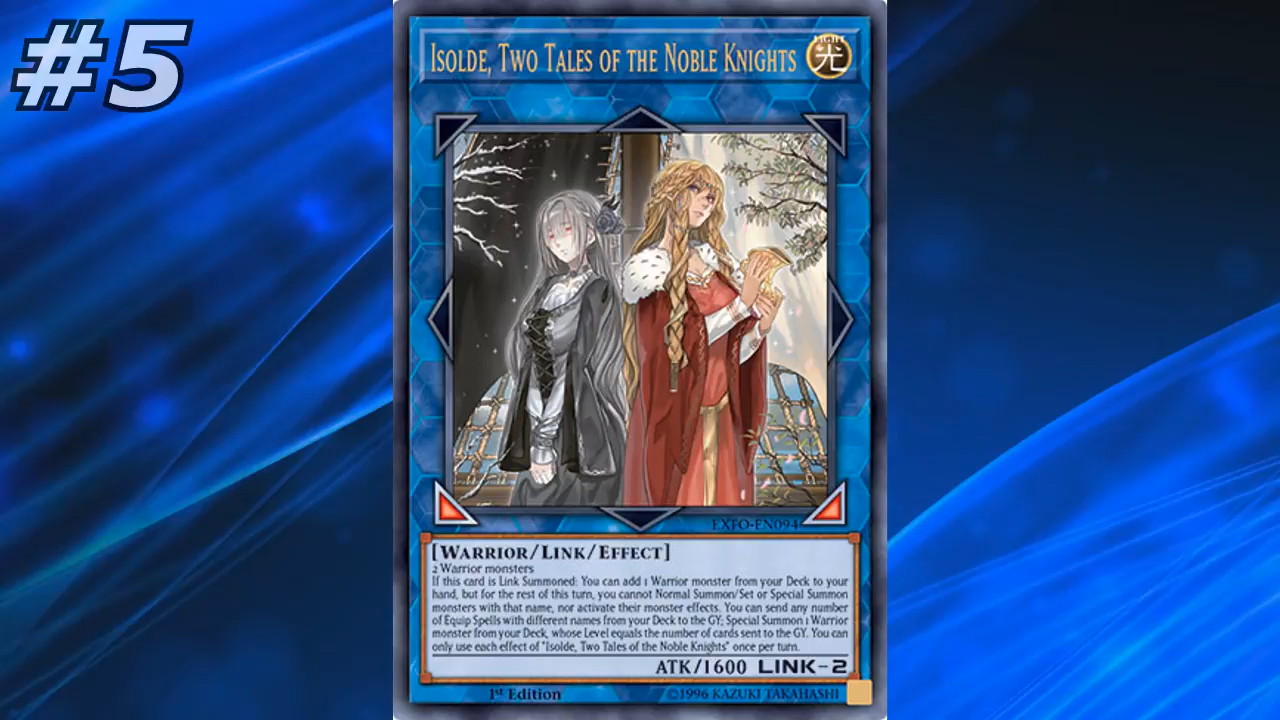 #5
Isolde, Two Tales of the Noble Knights
LIGHT
光
EXFO-EN094
[Warrior/Link/Effect]
2 Warrior monsters
If this card is Link Summoned: You can add 1 Warrior monster from your Deck to your
hand, but for the rest of this turn, you cannot Normal Summon/Set or Special Summon
monsters with that name, nor activate their monster effects. You can send any number
of Equip Spells with different names from your Deck to the GY; Special Summon 1 Warrior
monster from your Deck, whose Level equals the number of cards sent to the GY. You can
only use each effect of "Isolde, Two Tales of the Noble Knights" once per turn.
ATK/1600 LINK-2
1st Edition ©1996 KAZUKI TAKAHASHI